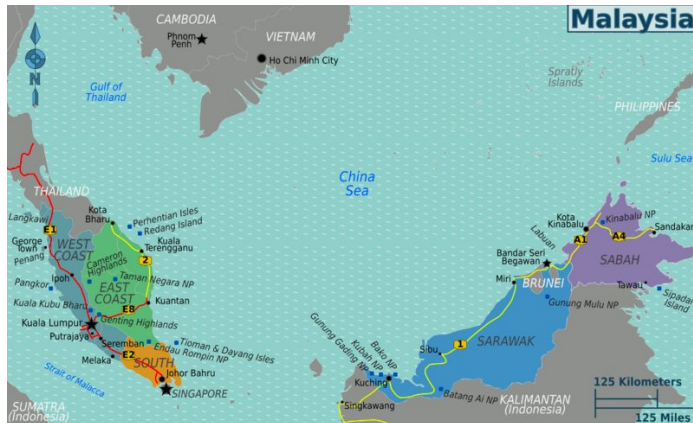 Malaysia
CAMBODIA
Phnom
Penh
VIETNAM
Ho Chi Minh City
N
Gulf of
Thailand
Spratly
Islands
PHILIPPINES
Sulu Sea
China
Sea
THAILAND
Langkawi
E1
George
Town
Penang
WEST
COAST
Kota
Bharu
Perhentian Isles
Redang Island
Kuala
Terengganu
2
Cameron
Highlands
Ipoh
Taman Negara NP
Pangkor
EAST
COAST
Kuantan
E8
Kuala Kubu Bharu
Genting Highlands
Kuala Lumpur
Putrajaya
Seremban
Tioman & Dayang Isles
Endau Rompin NP
Melaka
E2
SOUTH
Johor Bahru
SINGAPORE
Strait of Malacca
SUMATRA
(Indonesia)
Kota
Kinabalu
Kinabalu NP
A1
A4
Sandakan
Labuan
SABAH
Bandar Seri
Begawan
BRUNEI
Miri
Tawau
Sipadan
Island
Gunung Mulu NP
Gunung Gading NP
Kubah NP
Bako NP
Sibu
1
SARAWAK
Kuching
Batang Ai NP
Singkawang
KALIMANTAN
(Indonesia)
125 Kilometers
125 Miles